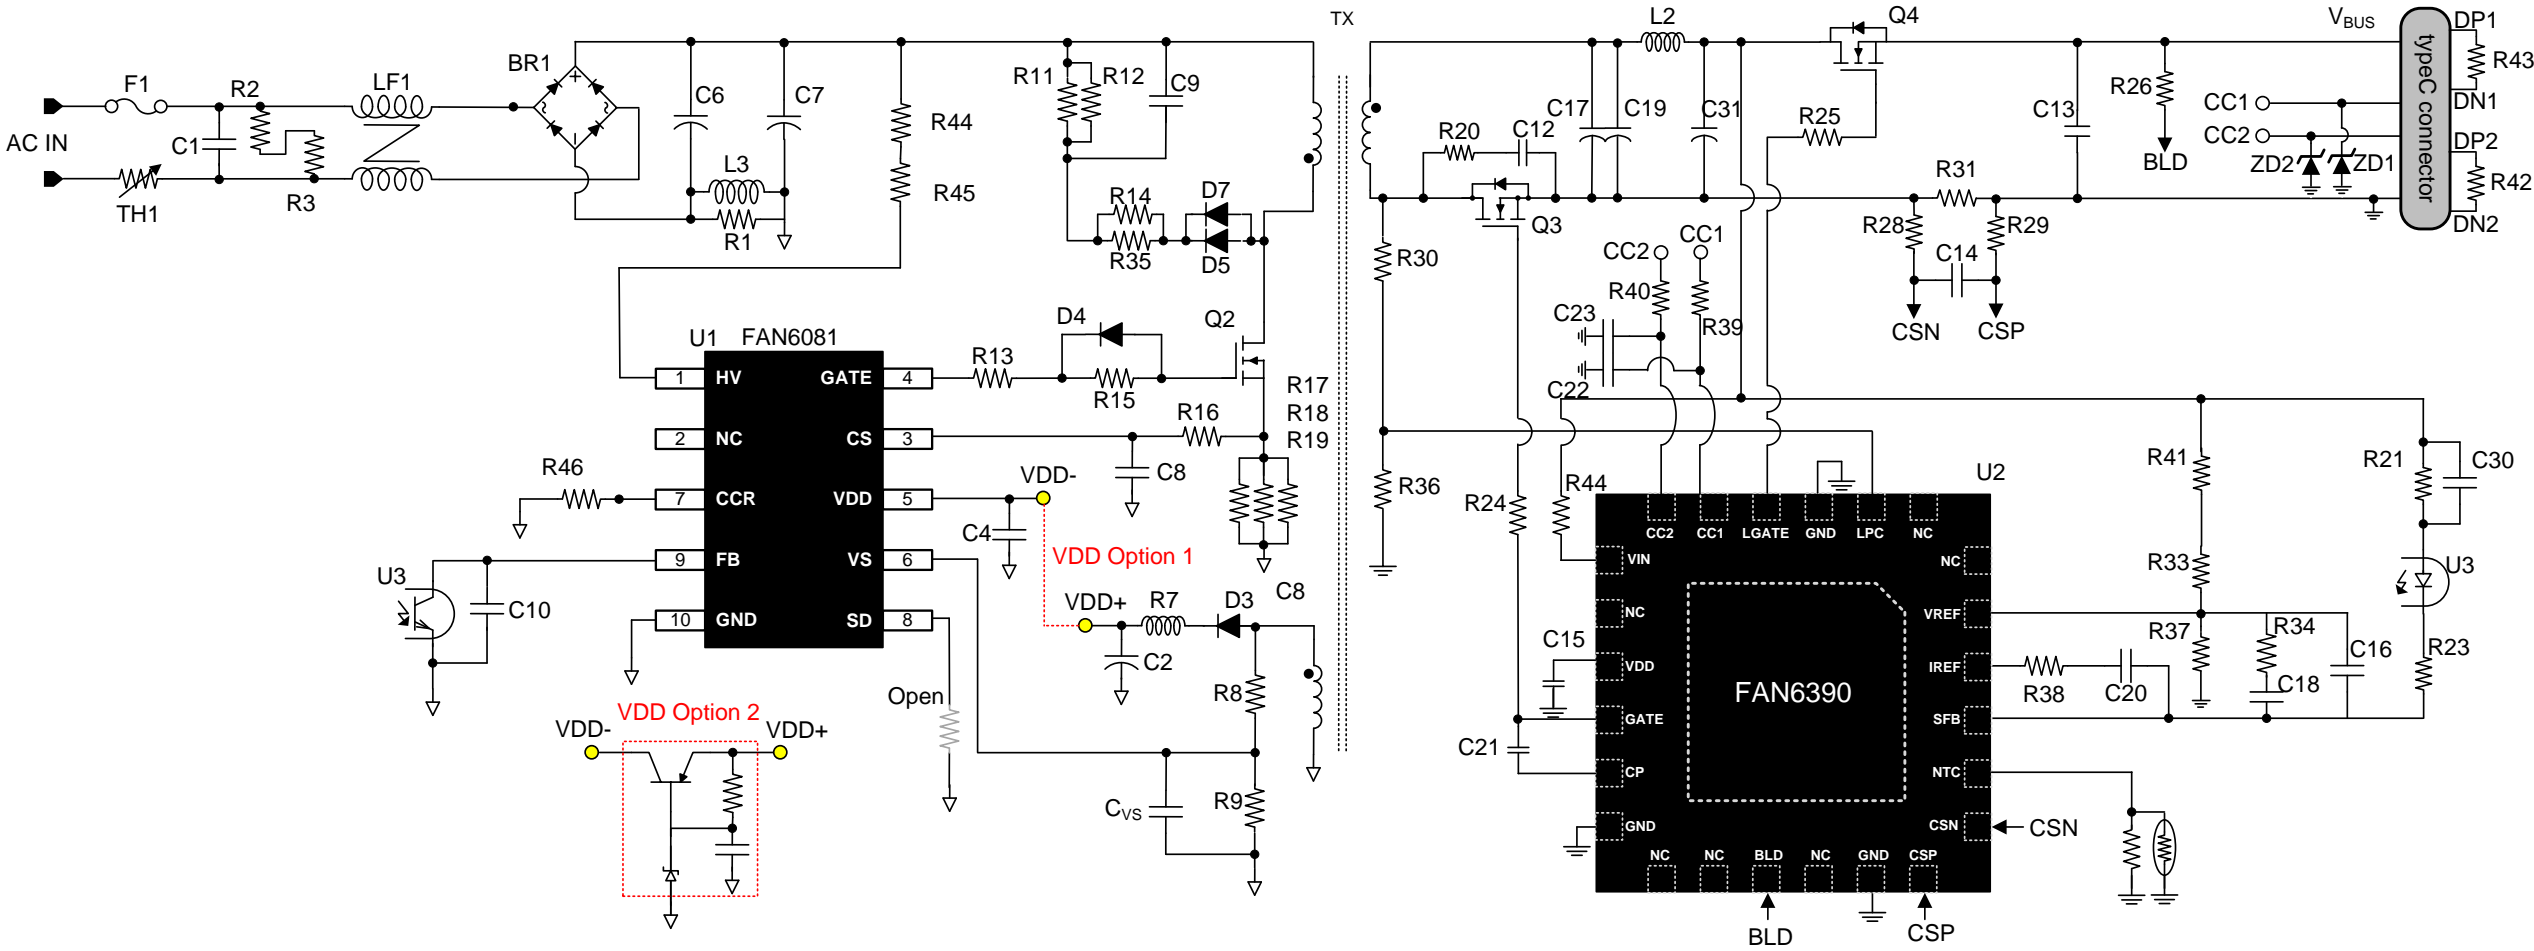 TX
L2
Q4
V_BUS
DP1
F1
R2
LF1
BR1
R11
R12
C9
R43
C6
C7
R26
CC1
DN1
AC IN
C1
R44
C17
C19
C31
R25
C13
CC2
DP2
R20
C12
typeC connector
BLD
ZD2
ZD1
TH1
R3
L3
R45
R14
D7
R31
R42
R1
Q3
R28
R29
DN2
R35
D5
R30
CC2
CC1
C14
R40
D4
Q2
C23
R39
CSN
CSP
U1
FAN6081
R13
1
HV
GATE
4
R15
R17
C22
R16
R18
2
NC
CS
3
R19
R46
VDD-
C8
R41
R21
C30
U2
R36
R24
R44
7
CCR
VDD
5
C4
CC2
CC1
LGATE
GND
LPC
NC
VDD Option 1
9
FB
VS
6
VIN
NC
R33
U3
U3
C10
C8
VDD+
R7
D3
10
GND
SD
8
NC
VREF
R37
R34
C15
C2
C16
R23
VDD
IREF
R38
C20
C18
Open
R8
FAN6390
VDD Option 2
VDD-
VDD+
GATE
SFB
C21
CP
NTC
C_VS
R9
GND
CSN
CSN
NC
NC
BLD
NC
GND
CSP
BLD
CSP